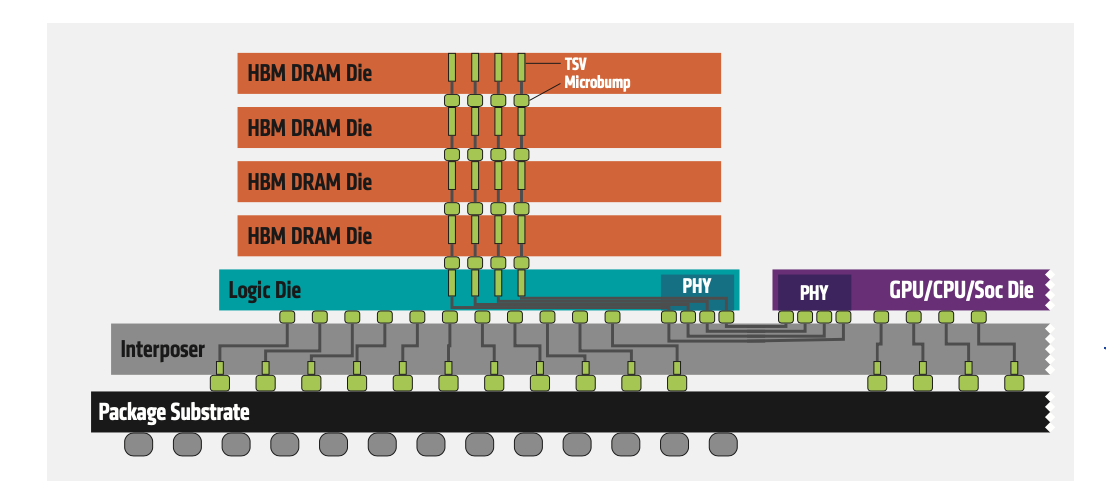 HBM DRAM Die
TSV
Microbump
HBM DRAM Die
HBM DRAM Die
HBM DRAM Die
Logic Die
PHY
PHY
GPU/CPU/Soc Die
Interposer
Package Substrate